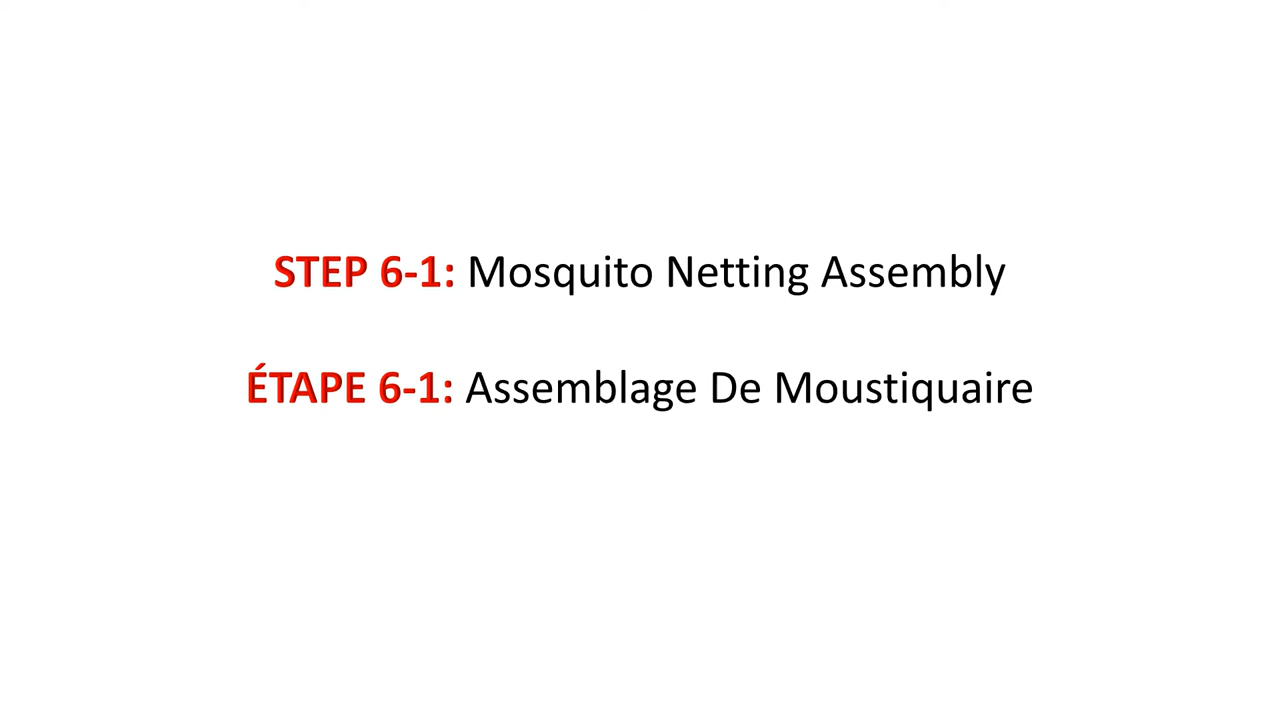 STEP 6-1: Mosquito Netting Assembly
ÉTAPE 6-1: Assemblage De Moustiquaire